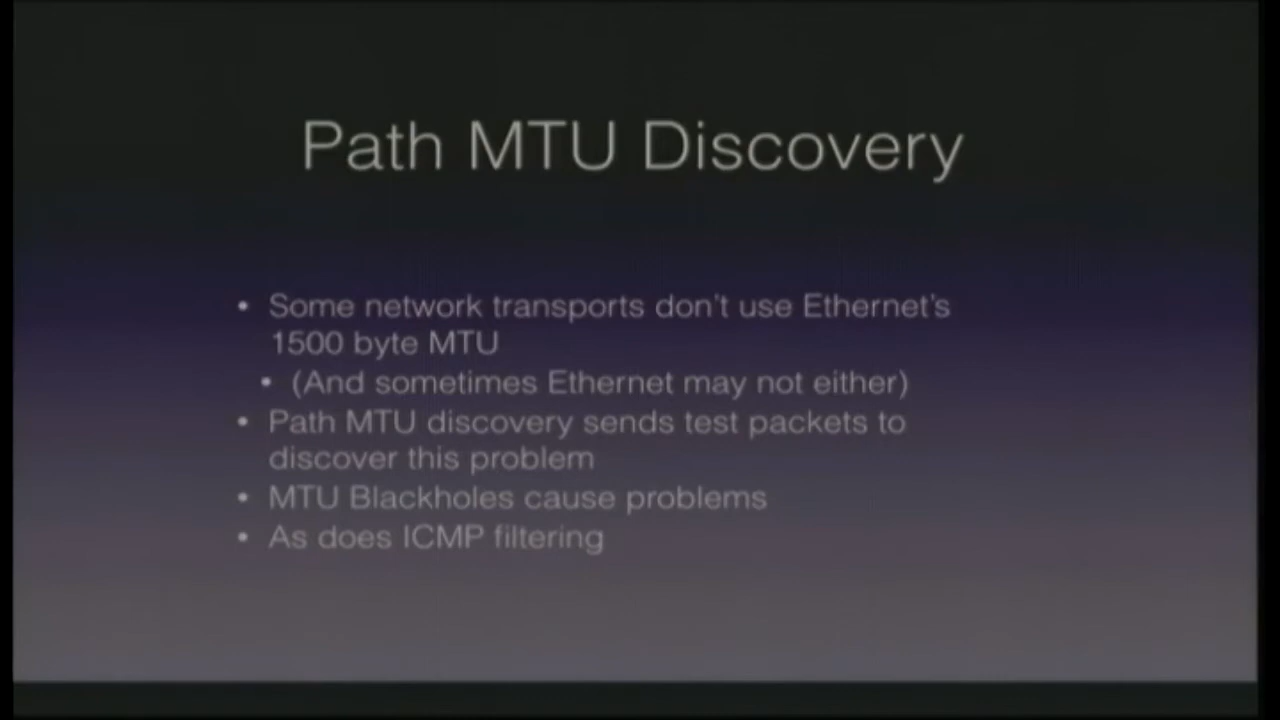 Path MTU Discovery
• Some network transports don't use Ethernet's
1500 byte MTU
• (And sometimes Ethernet may not either)
• Path MTU discovery sends test packets to
discover this problem
• MTU Blackholes cause problems
• As does ICMP filtering